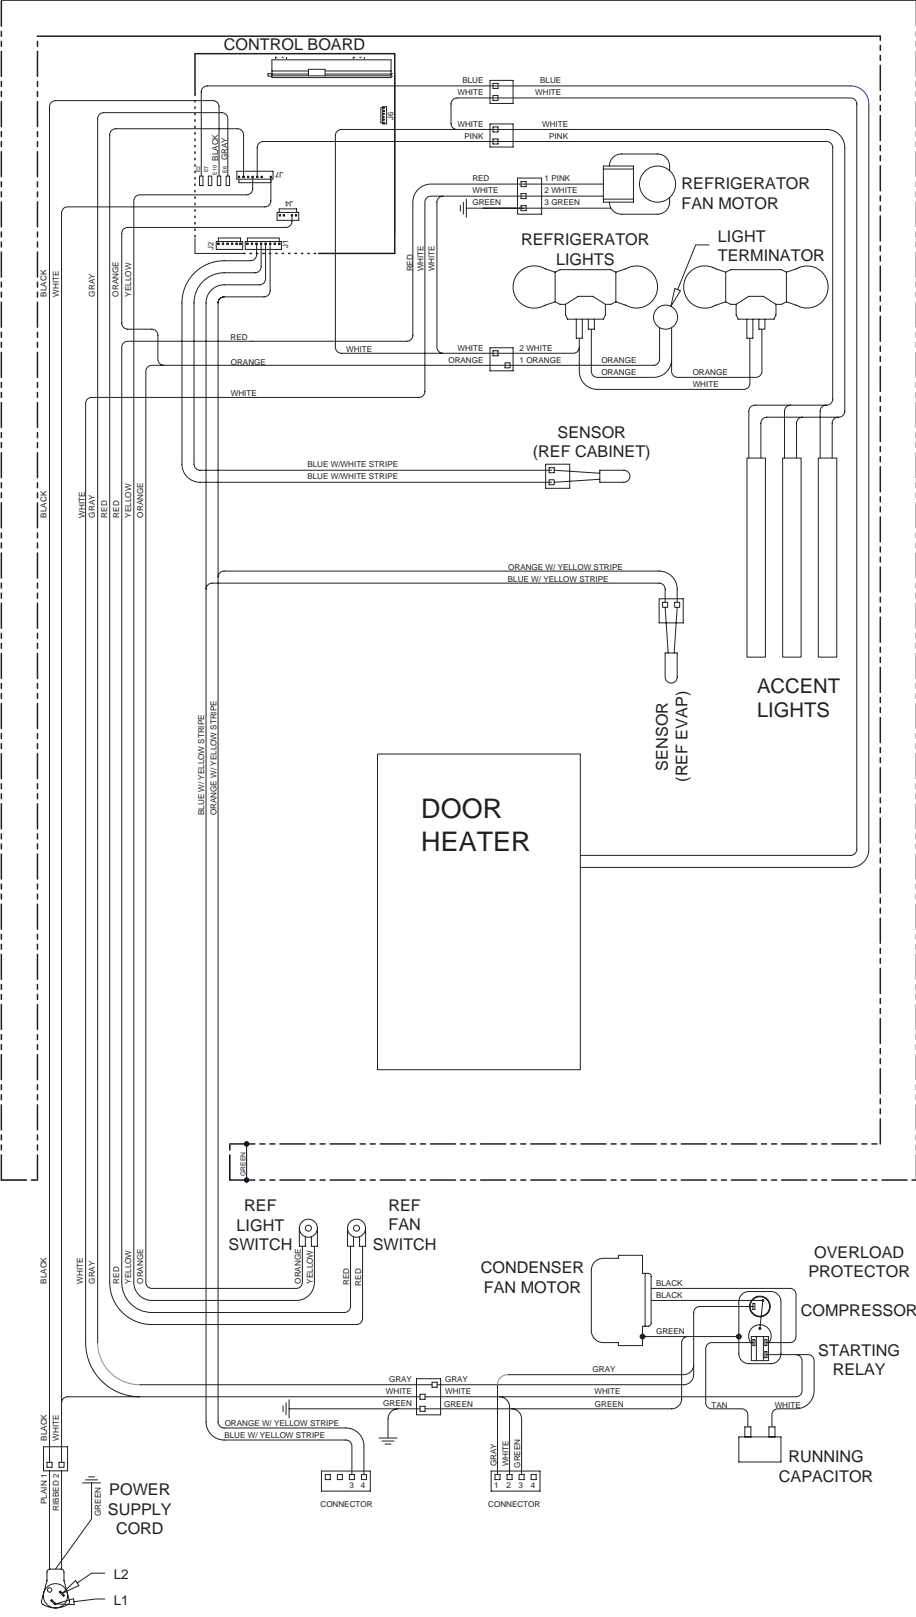 CONTROL BOARD
BLUE
BLUE
WHITE
WHITE
J6
WHITE
WHITE
PINK
PINK
E7
E10
BLACK
E6
GRAY
J7
J4
J2
J1
RED
WHITE
GREEN
1 PINK
2 WHITE
3 GREEN
REFRIGERATOR
FAN MOTOR
REFRIGERATOR
LIGHTS
LIGHT
TERMINATOR
BLACK
WHITE
GRAY
ORANGE
YELLOW
RED
WHITE
WHITE
RED
WHITE
WHITE
2 WHITE
ORANGE
ORANGE
1 ORANGE
ORANGE
ORANGE
ORANGE
WHITE
WHITE
SENSOR
(REF CABINET)
BLUE W/WHITE STRIPE
BLUE W/WHITE STRIPE
BLACK
WHITE
GRAY
RED
RED
YELLOW
ORANGE
ORANGE W/ YELLOW STRIPE
BLUE W/ YELLOW STRIPE
SENSOR
(REF EVAP)
ACCENT
LIGHTS
BLUE W/ YELLOW STRIPE
ORANGE W/ YELLOW STRIPE
DOOR
HEATER
GREEN
REF
LIGHT
SWITCH
REF
FAN
SWITCH
ORANGE
YELLOW
RED
RED
BLACK
WHITE
GRAY
RED
YELLOW
ORANGE
CONDENSER
FAN MOTOR
BLACK
BLACK
GREEN
OVERLOAD
PROTECTOR
COMPRESSOR
STARTING
RELAY
GRAY
GRAY
GRAY
WHITE
WHITE
WHITE
GREEN
GREEN
GREEN
TAN
WHITE
RUNNING
CAPACITOR
ORANGE W/ YELLOW STRIPE
BLUE W/ YELLOW STRIPE
3 4
CONNECTOR
GRAY
WHITE
GREEN
1 2 3 4
CONNECTOR
BLACK
WHITE
PLAIN 1
RIBBED 2
GREEN
POWER
SUPPLY
CORD
L2
L1